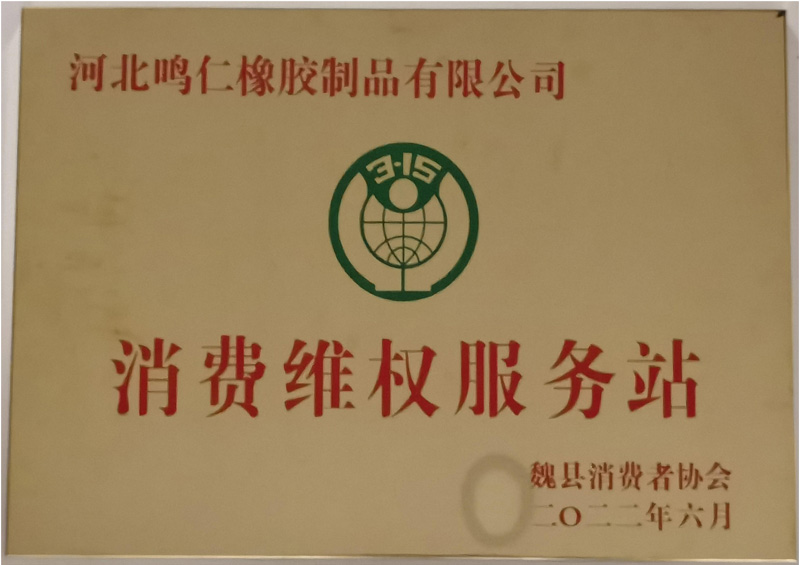 河北鸣仁橡胶制品有限公司
3·15
消费维权服务站
魏县消费者协会
二〇二二年六月